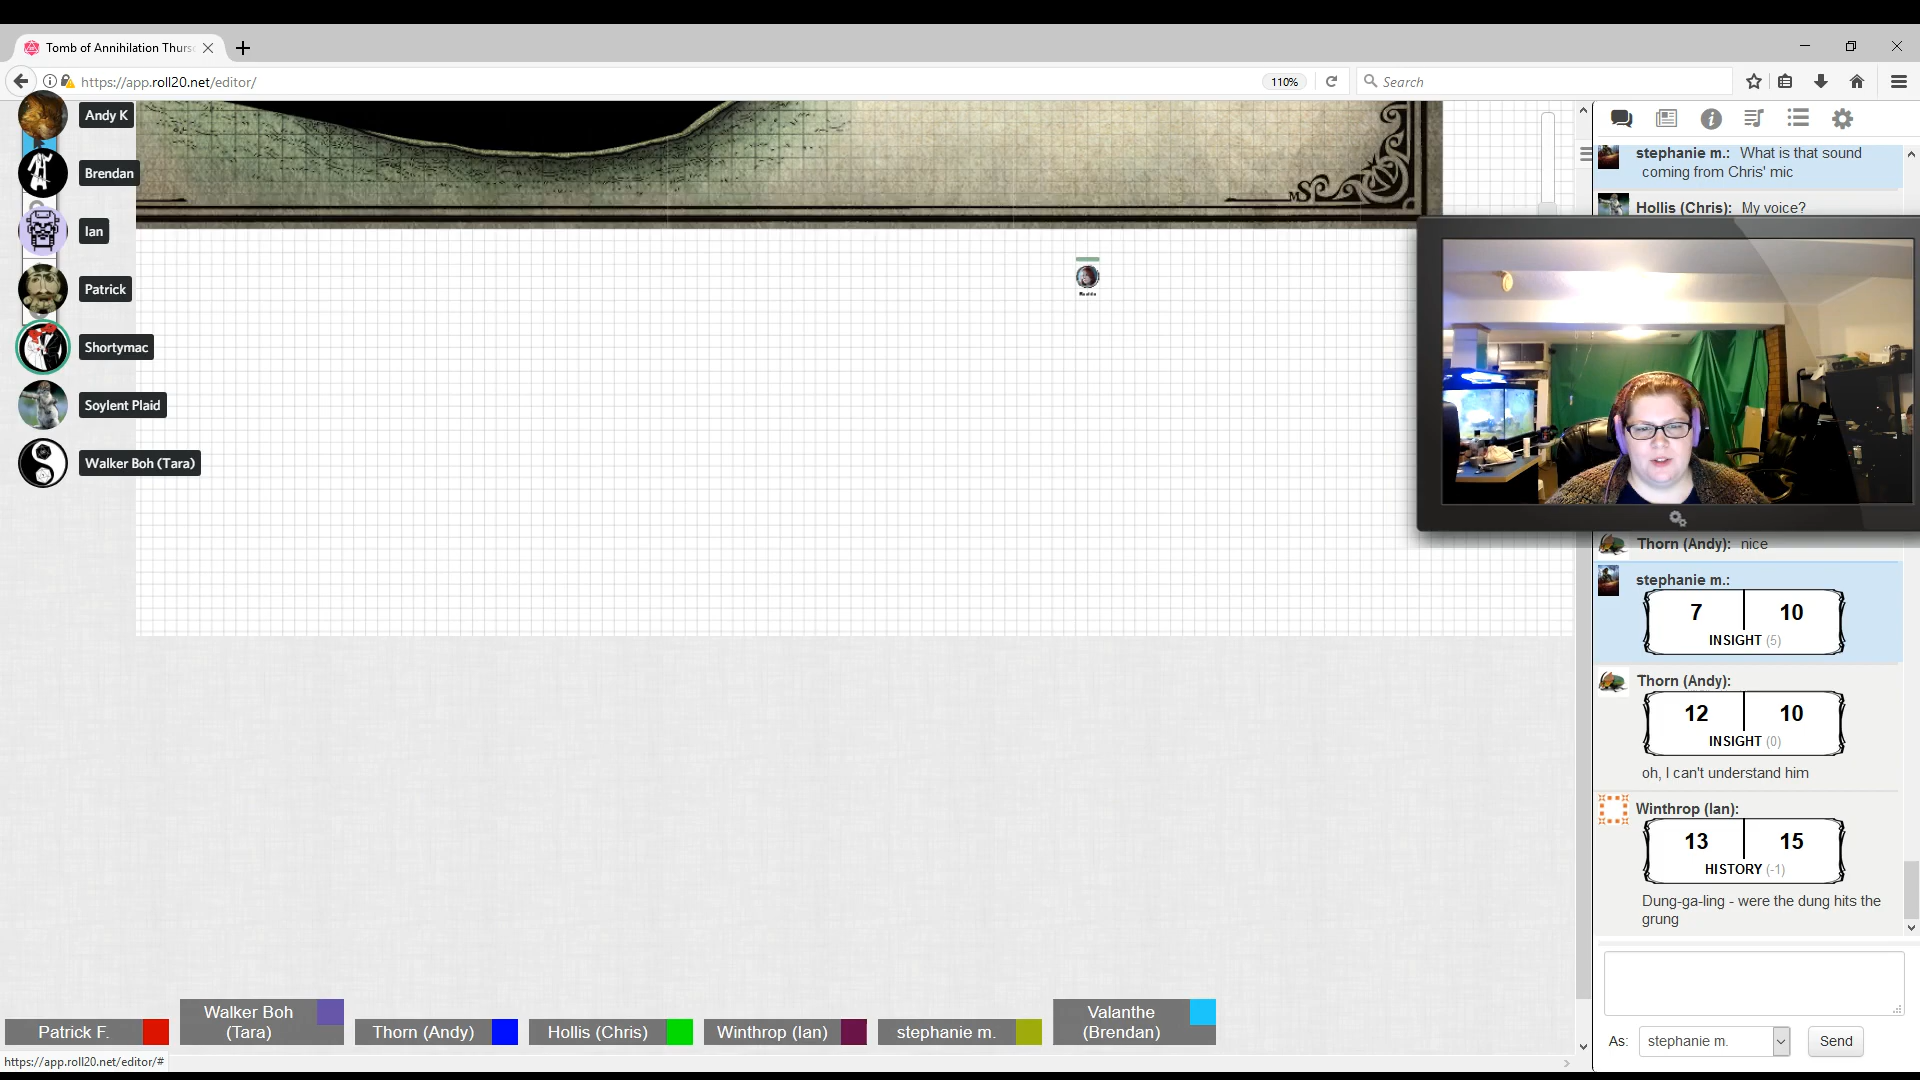 Tomb of Annihilation Thurs
https://app.roll20.net/editor/
110%
Search
Andy K
Brendan
Ian
Patrick
Shortymac
Soylent Plaid
Walker Boh (Tara)
stephanie m.: What is that sound
coming from Chris' mic
Hollis (Chris): My voice?
Thorn (Andy): nice
stephanie m.:
7 10
INSIGHT (5)
Thorn (Andy):
12 10
INSIGHT (0)
oh, I can't understand him
Winthrop (Ian):
13 15
HISTORY (-1)
Dung-ga-ling - were the dung hits the
grung
As: stephanie m. Send
Patrick F.
Walker Boh
(Tara)
Thorn (Andy)
Hollis (Chris)
Winthrop (Ian)
stephanie m.
Valanthe
(Brendan)
https://app.roll20.net/editor/#